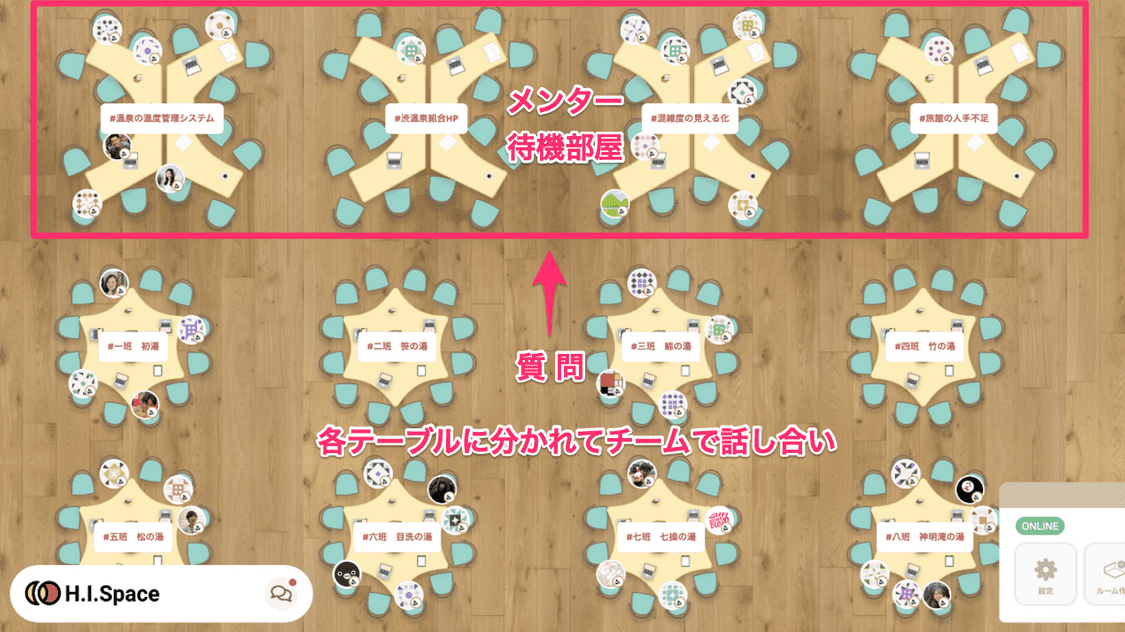 メンター
待機部屋
#温泉の温度管理システム
#渋温泉組合HP
#混雑度の見える化
#旅館の人手不足
#一班 初湯
#二班 笹の湯
#三班 綿の湯
#四班 竹の湯
質問
各テーブルに分かれてチームで話し合い
#五班 松の湯
#六班 目洗の湯
#七班 七操の湯
#八班 神明滝の湯
ONLINE
H.I.Space
設定
ルーム作